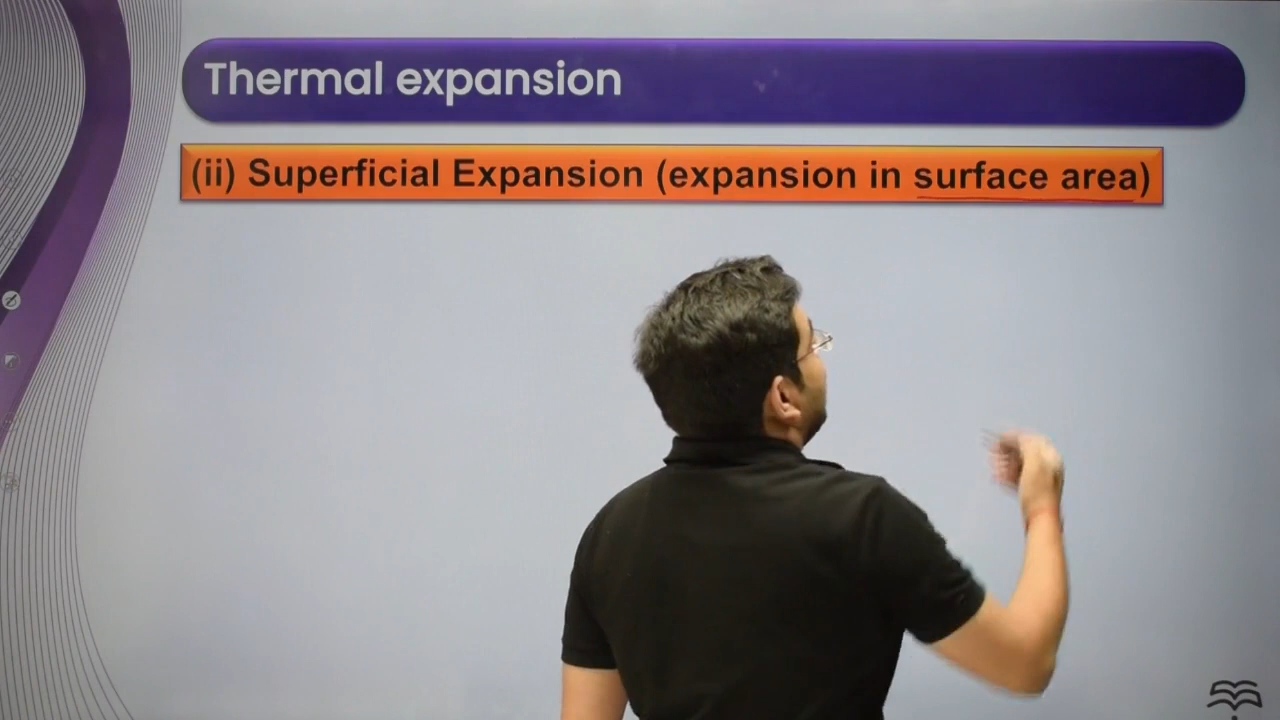 Thermal expansion
(ii) Superficial Expansion (expansion in surface area)